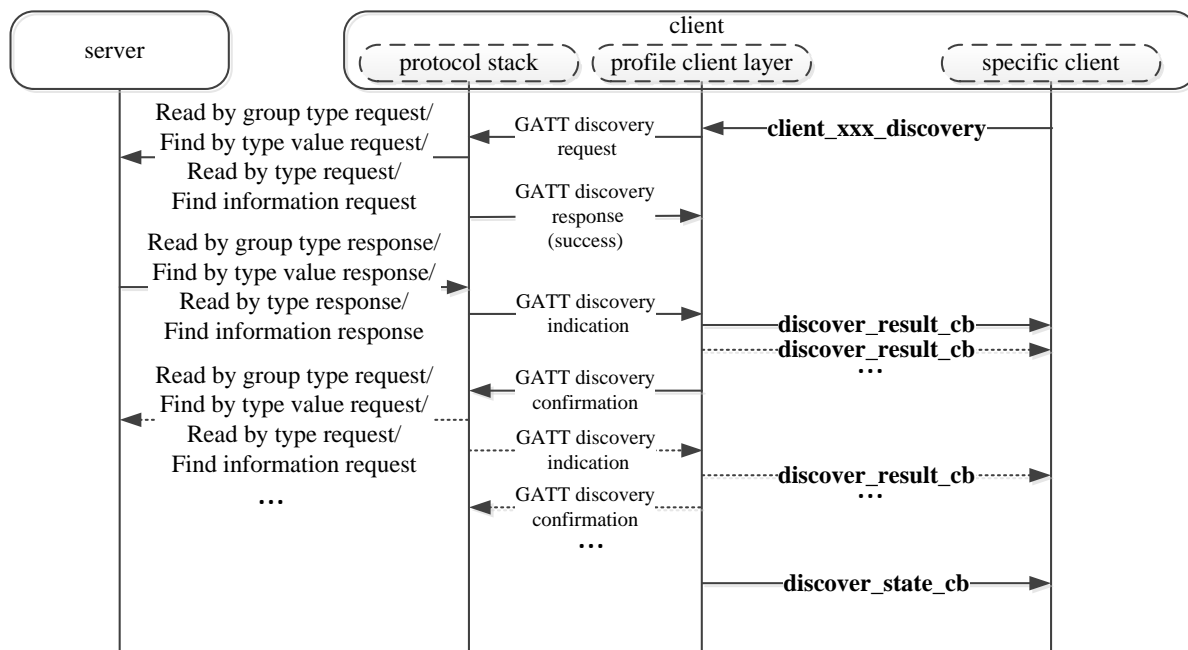 server
client
protocol stack
profile client layer
specific client
Read by group type request/
Find by type value request/
Read by type request/
Find information request
GATT discovery
request
client_xxx_discovery
GATT discovery
response
(success)
Read by group type response/
Find by type value response/
Read by type response/
Find information response
GATT discovery
indication
discover_result_cb
discover_result_cb
...
Read by group type request/
Find by type value request/
Read by type request/
Find information request
...
GATT discovery
confirmation
GATT discovery
indication
discover_result_cb
...
GATT discovery
confirmation
...
discover_state_cb